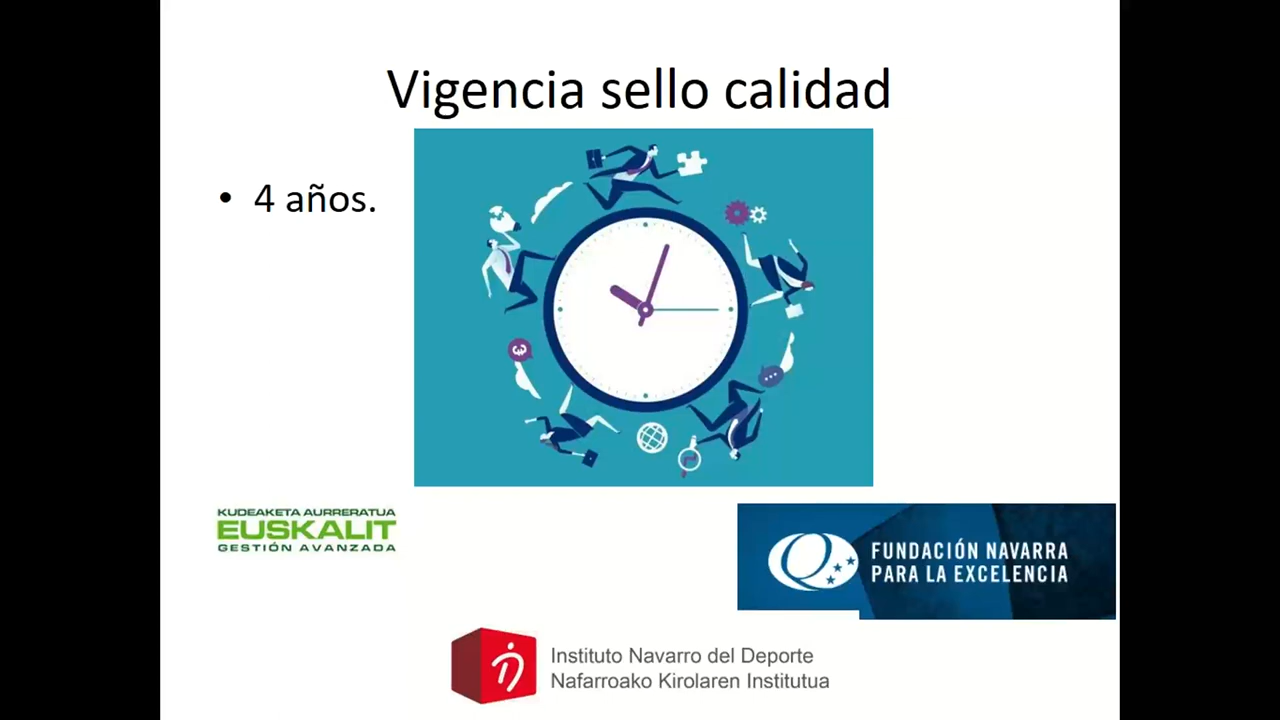 Vigencia sello calidad
• 4 años.
KUDEAKETA AURRERATUA
EUSKALIT
GESTIÓN AVANZADA
FUNDACIÓN NAVARRA
PARA LA EXCELENCIA
Instituto Navarro del Deporte
Nafarroako Kirolaren Institutua